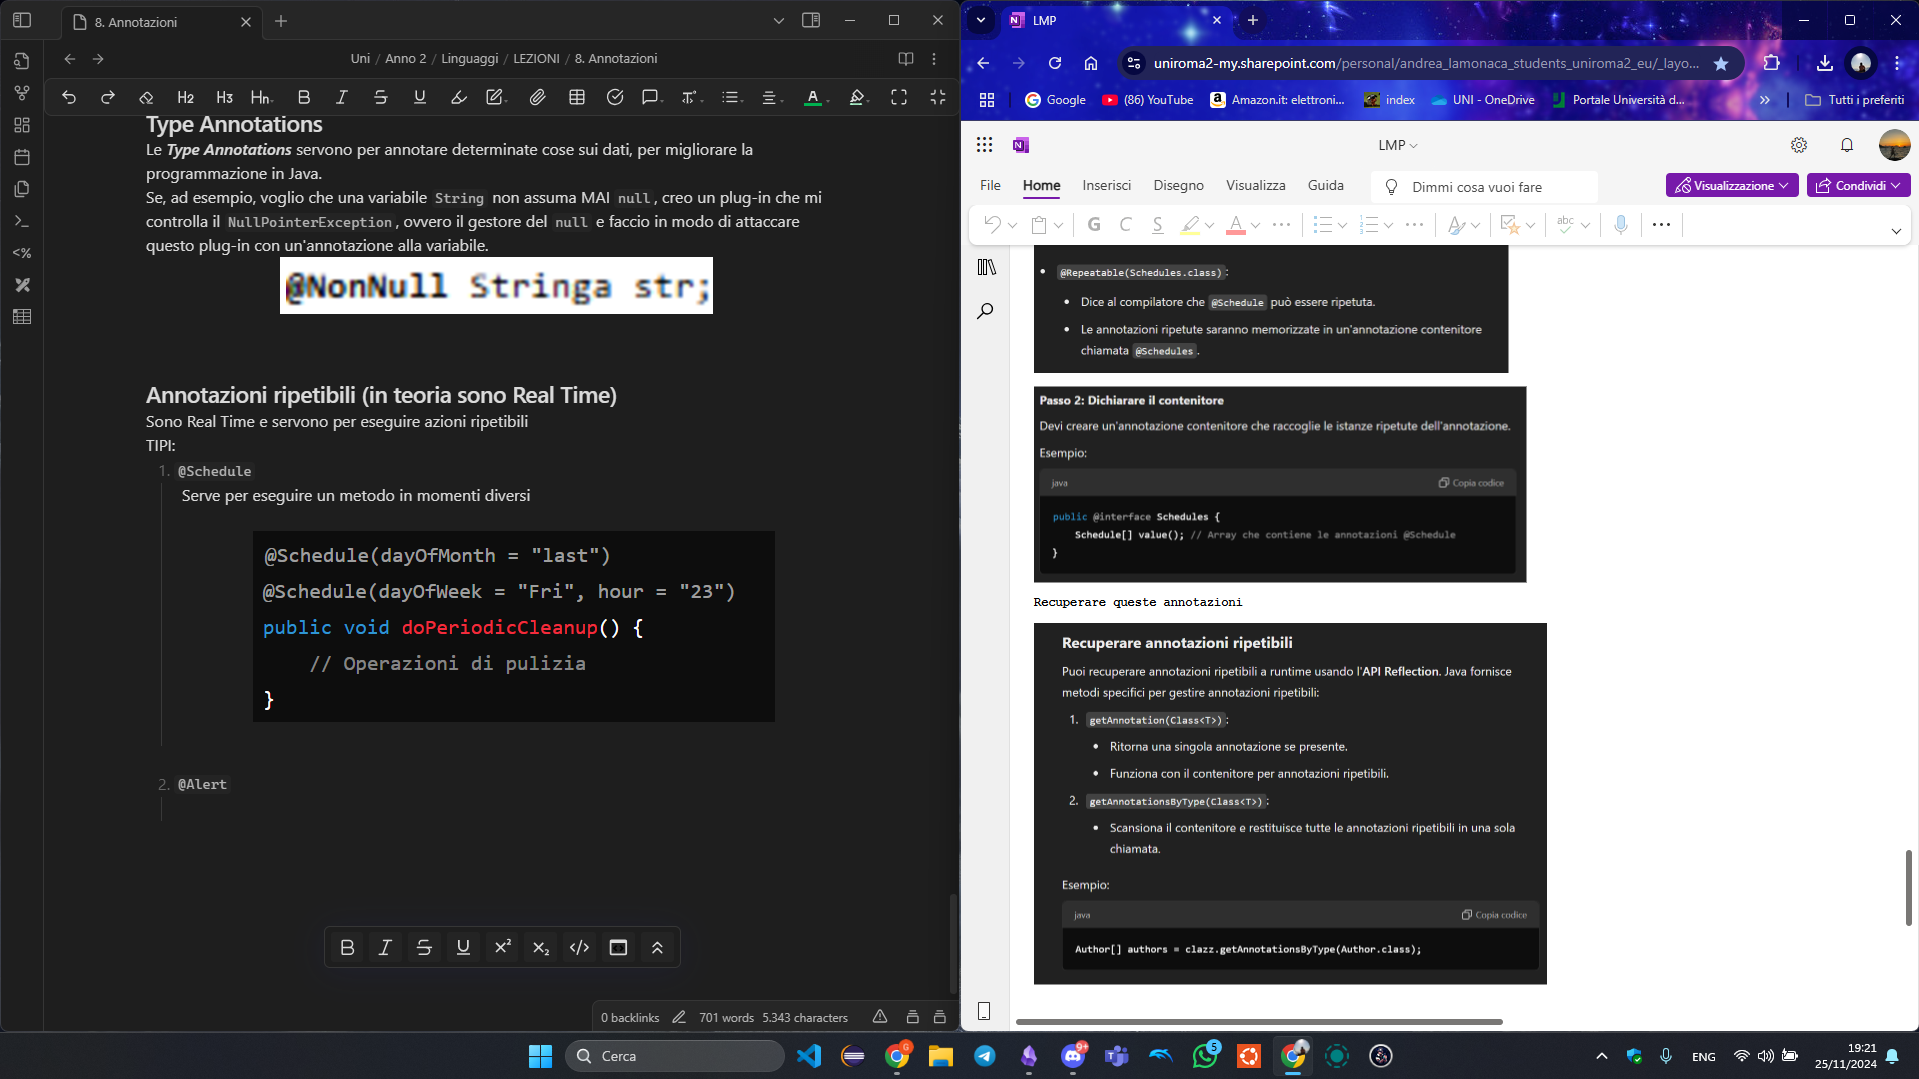 8. Annotazioni
Uni / Anno 2 / Linguaggi / LEZIONI / 8. Annotazioni
H2 H3 Hn B I S U A
Type Annotations
Le Type Annotations servono per annotare determinate cose sui dati, per migliorare la
programmazione in Java.
Se, ad esempio, voglio che una variabile String non assuma MAI null, creo un plug-in che mi
controlla il NullPointerException, ovvero il gestore del null e faccio in modo di attaccare
questo plug-in con un'annotazione alla variabile.
@NonNull Stringa str;
Annotazioni ripetibili (in teoria sono Real Time)
Sono Real Time e servono per eseguire azioni ripetibili
TIPI:
1. @Schedule
Serve per eseguire un metodo in momenti diversi
@Schedule(dayOfMonth = "last")
@Schedule(dayOfWeek = "Fri", hour = "23")
public void doPeriodicCleanup() {
// Operazioni di pulizia
}
2. @Alert
B I S U X² X₂ </>
0 backlinks 701 words 5.343 characters
LMP
uniroma2-my.sharepoint.com/personal/andrea_lamonaca_students_uniroma2_eu/_layo...
Google (86) YouTube Amazon.it: elettroni... index UNI - OneDrive Portale Università d... » Tutti i preferiti
LMP
File Home Inserisci Disegno Visualizza Guida Dimmi cosa vuoi fare Visualizzazione Condividi
G C S A abc
• @Repeatable(Schedules.class):
• Dice al compilatore che @Schedule può essere ripetuta.
• Le annotazioni ripetute saranno memorizzate in un'annotazione contenitore
chiamata @Schedules.
Passo 2: Dichiarare il contenitore
Devi creare un'annotazione contenitore che raccoglie le istanze ripetute dell'annotazione.
Esempio:
java Copia codice
public @interface Schedules {
Schedule[] value(); // Array che contiene le annotazioni @Schedule
}
Recuperare queste annotazioni
Recuperare annotazioni ripetibili
Puoi recuperare annotazioni ripetibili a runtime usando l'API Reflection. Java fornisce
metodi specifici per gestire annotazioni ripetibili:
1. getAnnotation(Class<T>):
• Ritorna una singola annotazione se presente.
• Funziona con il contenitore per annotazioni ripetibili.
2. getAnnotationsByType(Class<T>):
• Scansiona il contenitore e restituisce tutte le annotazioni ripetibili in una sola
chiamata.
Esempio:
java Copia codice
Author[] authors = clazz.getAnnotationsByType(Author.class);
Cerca
G
9+
5
ENG
19:21
25/11/2024